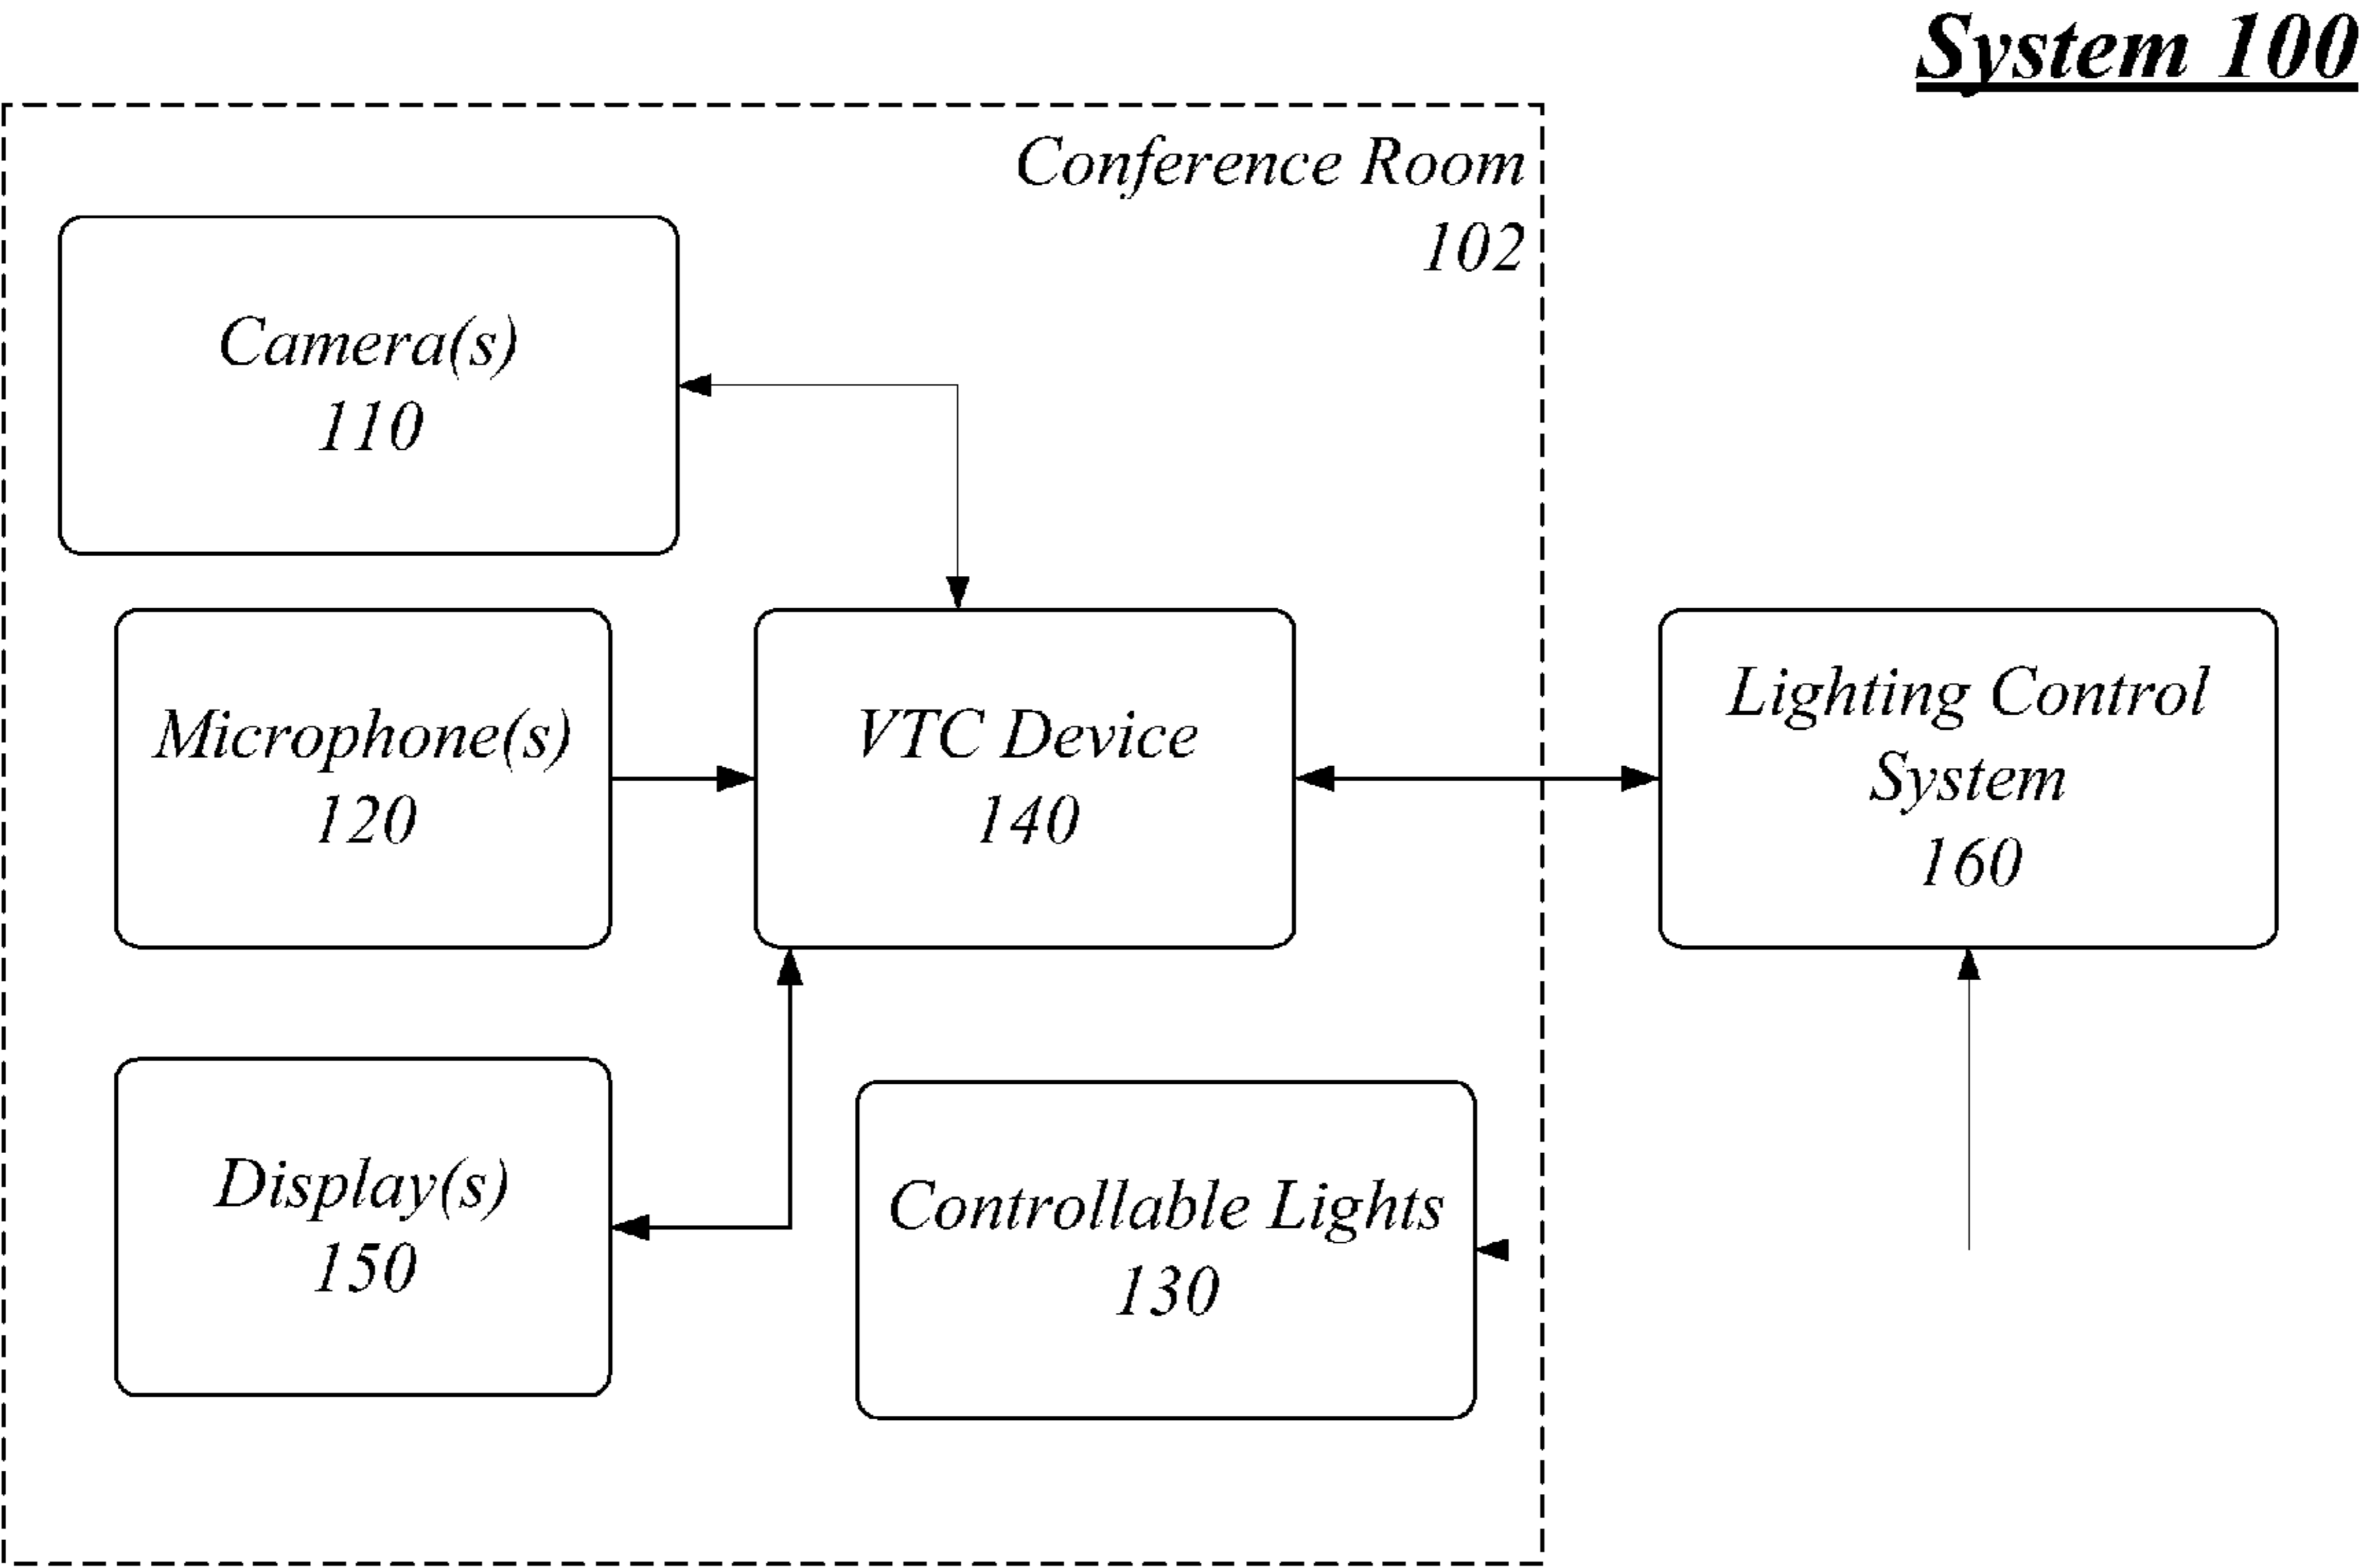 System 100
Conference Room
102
Camera(s)
110
Microphone(s)
120
VTC Device
140
Lighting Control
System
160
Display(s)
150
Controllable Lights
130